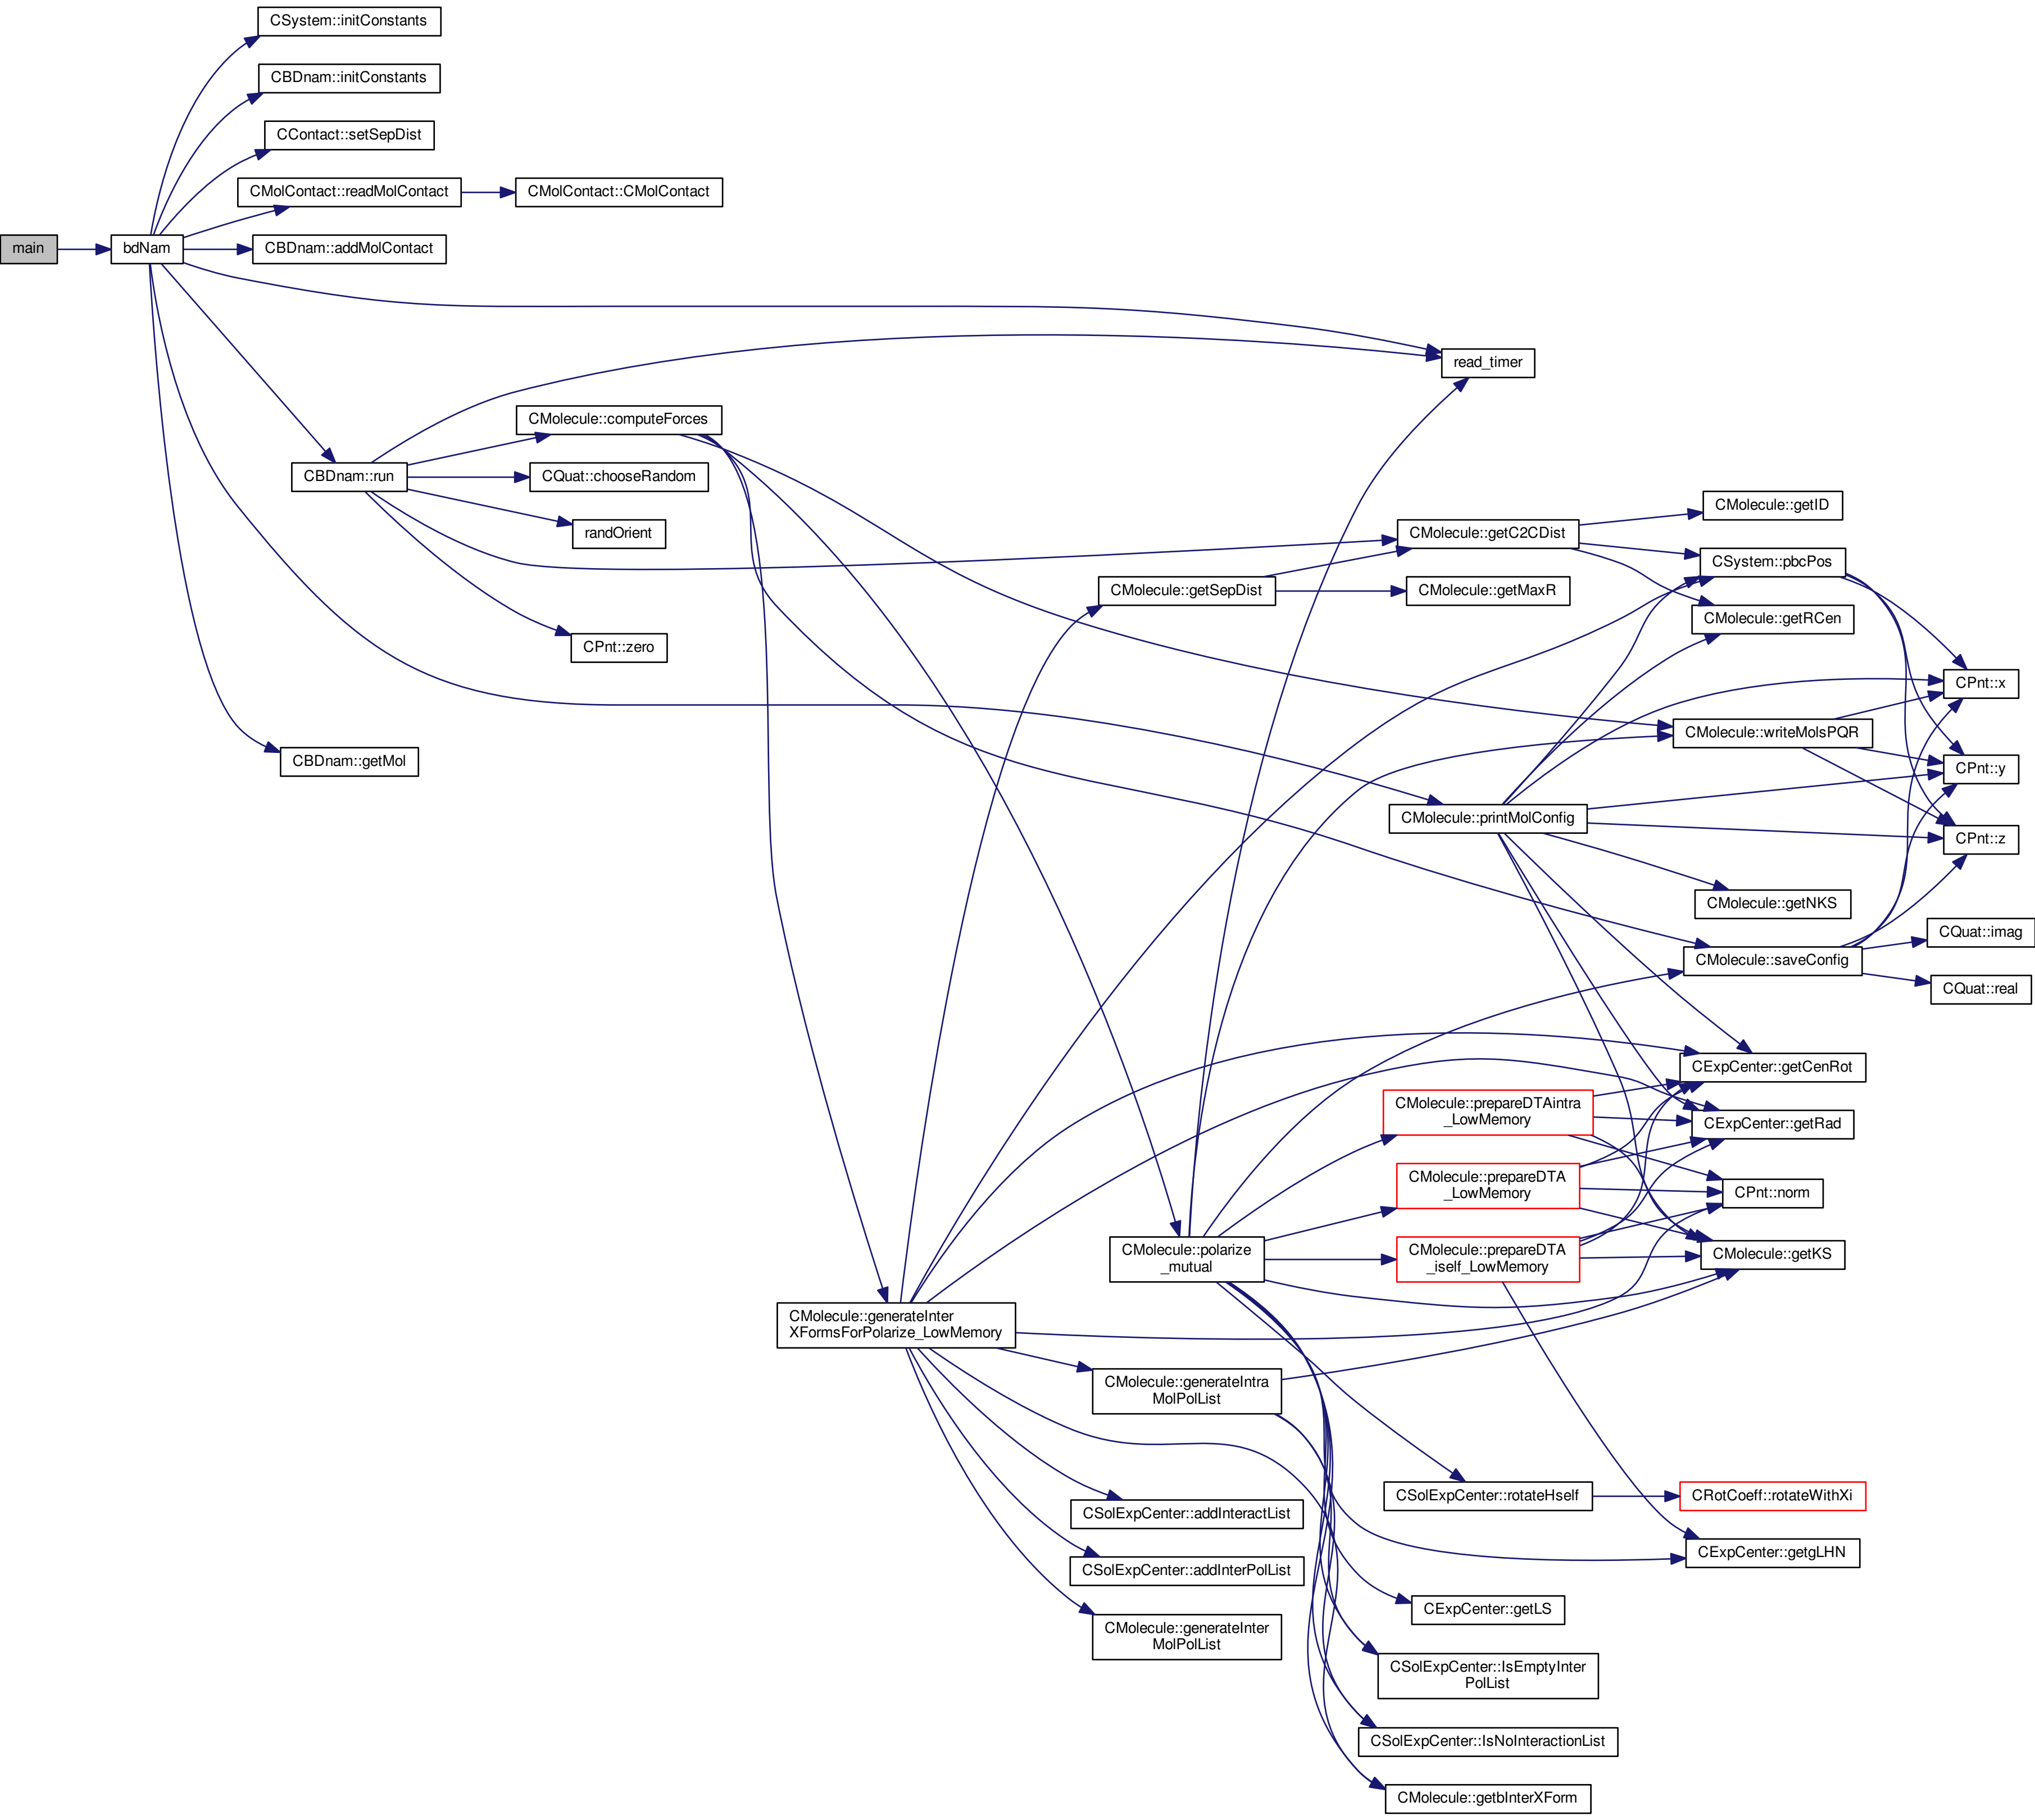 CSystem::initConstants
CBDnam::initConstants
CContact::setSepDist
CMolContact::readMolContact
CMolContact::CMolContact
main
bdNam
CBDnam::addMolContact
read_timer
CMolecule::computeForces
CBDnam::run
CQuat::chooseRandom
randOrient
CMolecule::getC2CDist
CMolecule::getID
CSystem::pbcPos
CMolecule::getSepDist
CMolecule::getMaxR
CMolecule::getRCen
CPnt::zero
CPnt::x
CMolecule::writeMolsPQR
CBDnam::getMol
CPnt::y
CMolecule::printMolConfig
CPnt::z
CMolecule::getNKS
CQuat::imag
CMolecule::saveConfig
CQuat::real
CExpCenter::getCenRot
CMolecule::prepareDTAintra
_LowMemory
CExpCenter::getRad
CMolecule::prepareDTA
_LowMemory
CPnt::norm
CMolecule::polarize
_mutual
CMolecule::prepareDTA
_iself_LowMemory
CMolecule::getKS
CMolecule::generateInter
XFormsForPolarize_LowMemory
CMolecule::generateIntra
MolPolList
CSolExpCenter::rotateHself
CRotCoeff::rotateWithXi
CSolExpCenter::addInteractList
CExpCenter::getgLHN
CSolExpCenter::addInterPolList
CExpCenter::getLS
CMolecule::generateInter
MolPolList
CSolExpCenter::IsEmptyInter
PolList
CSolExpCenter::IsNoInteractionList
CMolecule::getbInterXForm